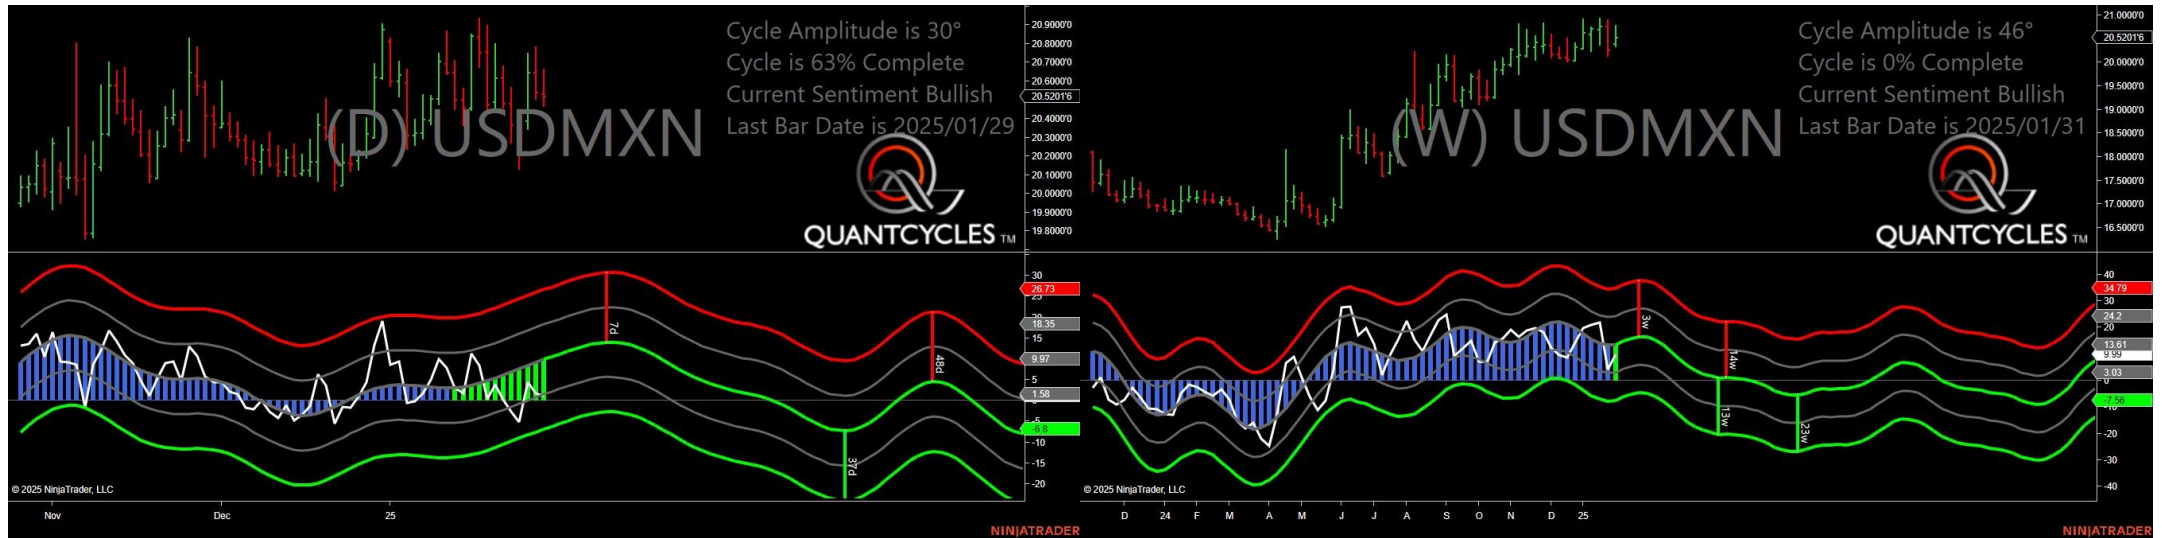 Cycle Amplitude is 30°
Cycle is 63% Complete
Current Sentiment Bullish
Last Bar Date is 2025/01/29
(D) USDMXN
QUANTCYCLES TM
20.9000'0
20.8000'0
20.7000'0
20.6000'0
20.5201'6
20.4000'0
20.3000'0
20.2000'0
20.1000'0
20.0000'0
19.9000'0
19.8000'0
30
26.73
25
18.35
15
9.97
5
1.58
-5
-6.8
-10
-15
-20
7d
48d
37d
© 2025 NinjaTrader, LLC
Nov Dec 25
NINJATRADER
Cycle Amplitude is 46°
Cycle is 0% Complete
Current Sentiment Bullish
Last Bar Date is 2025/01/31
(W) USDMXN
QUANTCYCLES TM
21.0000'0
20.5201'6
20.0000'0
19.5000'0
19.0000'0
18.5000'0
18.0000'0
17.5000'0
17.0000'0
16.5000'0
40
34.79
30
24.2
20
13.61
9.99
3.03
0
-7.56
-10
-20
-30
-40
3w
14w
13w
23w
© 2025 NinjaTrader, LLC
D 24 F M A M J J A S O N D 25
NINJATRADER